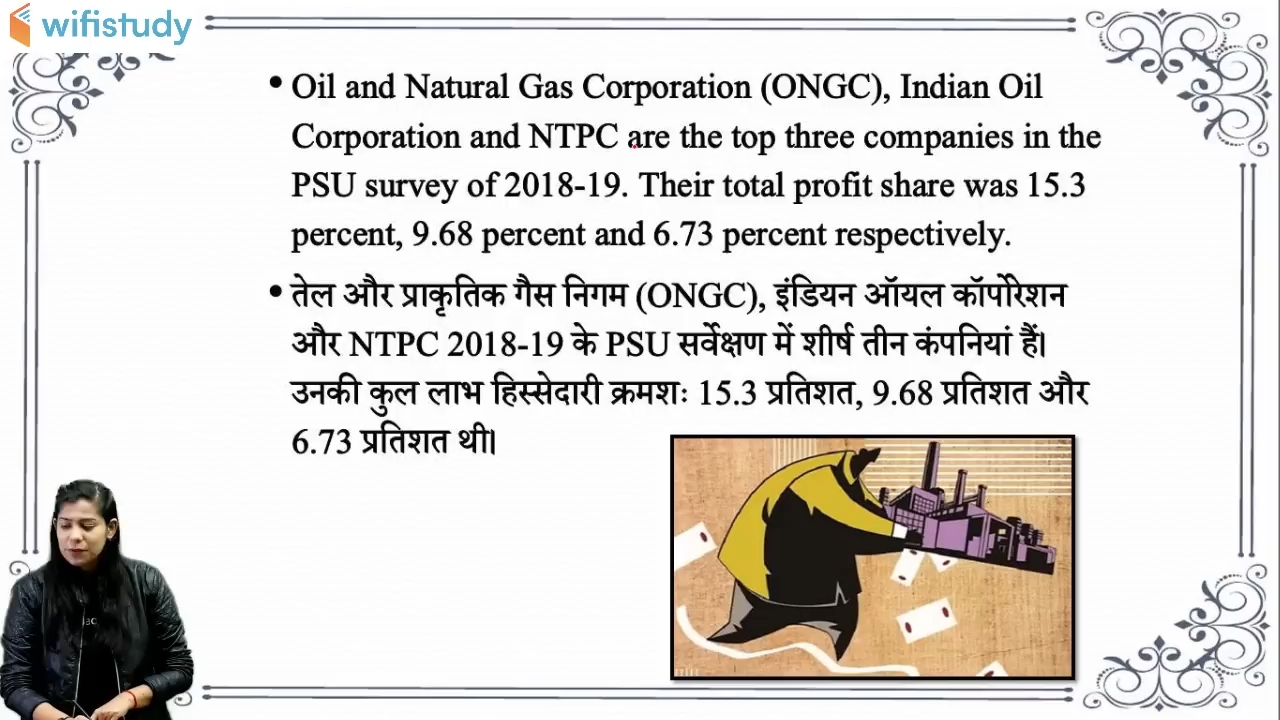 wifistudy
• Oil and Natural Gas Corporation (ONGC), Indian Oil
Corporation and NTPC are the top three companies in the
PSU survey of 2018-19. Their total profit share was 15.3
percent, 9.68 percent and 6.73 percent respectively.
• तेल और प्राकृतिक गैस निगम (ONGC), इंडियन ऑयल कॉर्पोरेशन
और NTPC 2018-19 के PSU सर्वेक्षण में शीर्ष तीन कंपनियां हैं।
उनकी कुल लाभ हिस्सेदारी क्रमशः 15.3 प्रतिशत, 9.68 प्रतिशत और
6.73 प्रतिशत थी।